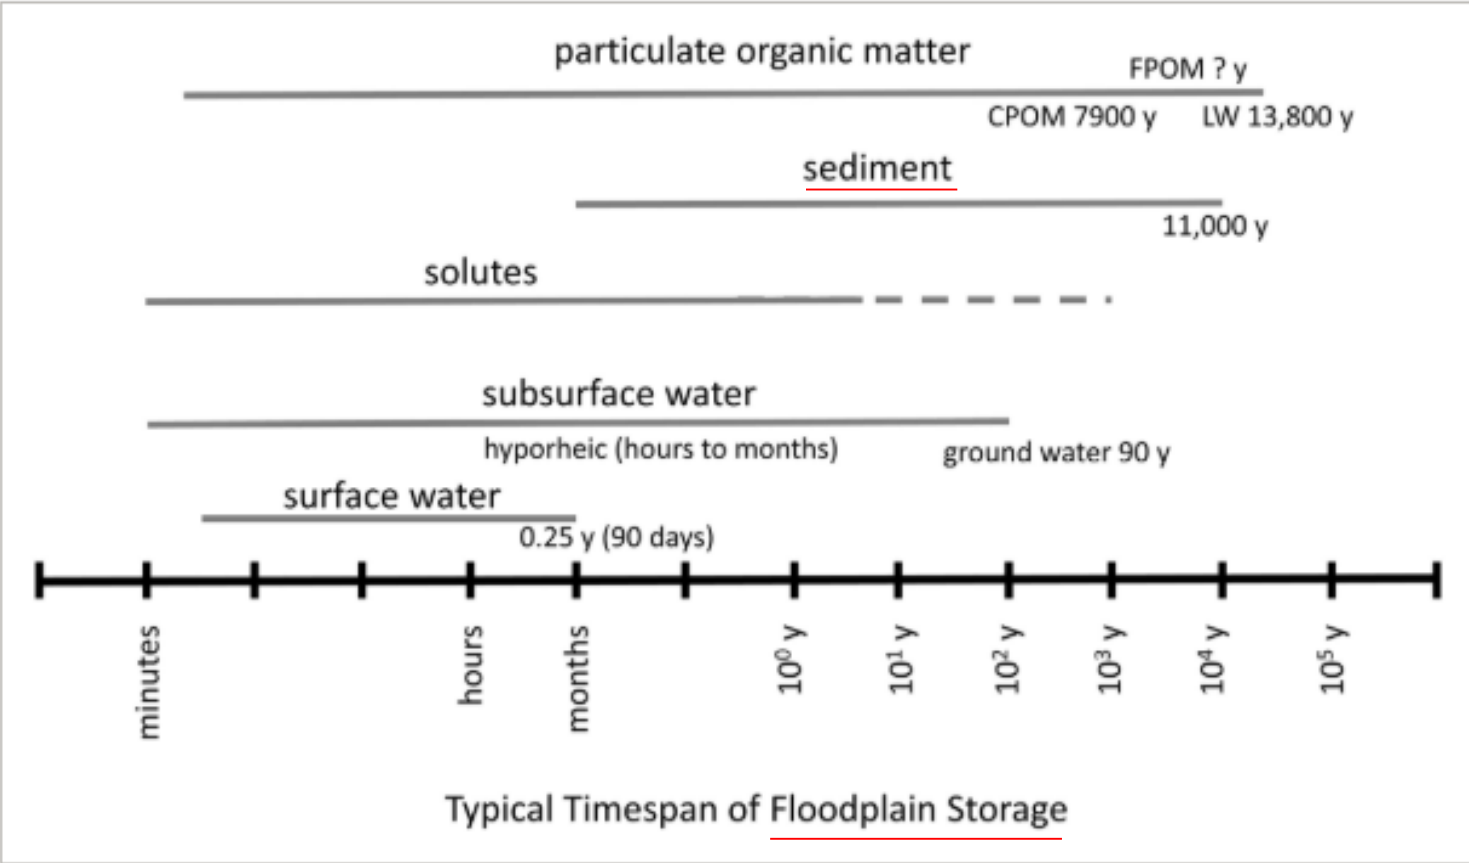 particulate organic matter
FPOM ? y
CPOM 7900 y
LW 13,800 y
sediment
11,000 y
solutes
subsurface water
hyporheic (hours to months)
ground water 90 y
surface water
0.25 y (90 days)
minutes
hours
months
10⁰ y
10¹ y
10² y
10³ y
10⁴ y
10⁵ y
Typical Timespan of Floodplain Storage